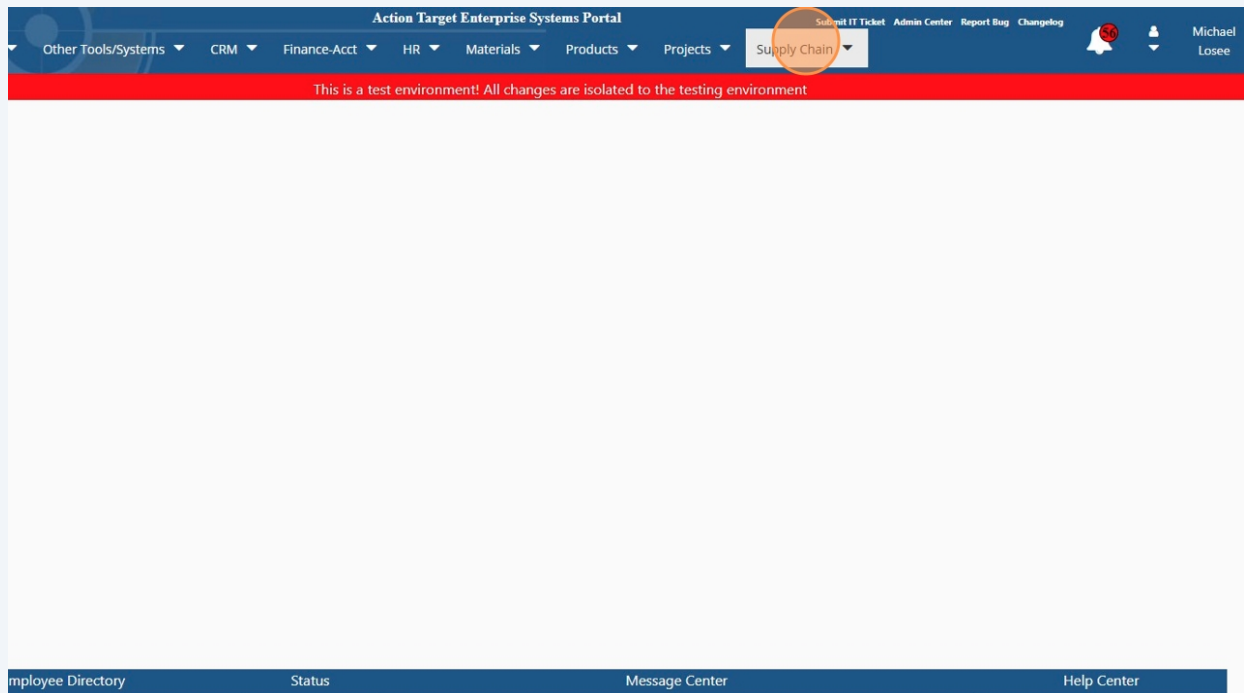 Action Target Enterprise Systems Portal
Submit IT Ticket Admin Center Report Bug Changelog
56
Michael
Losee
Other Tools/Systems CRM Finance-Acct HR Materials Products Projects Supply Chain
This is a test environment! All changes are isolated to the testing environment
mployee Directory Status Message Center Help Center